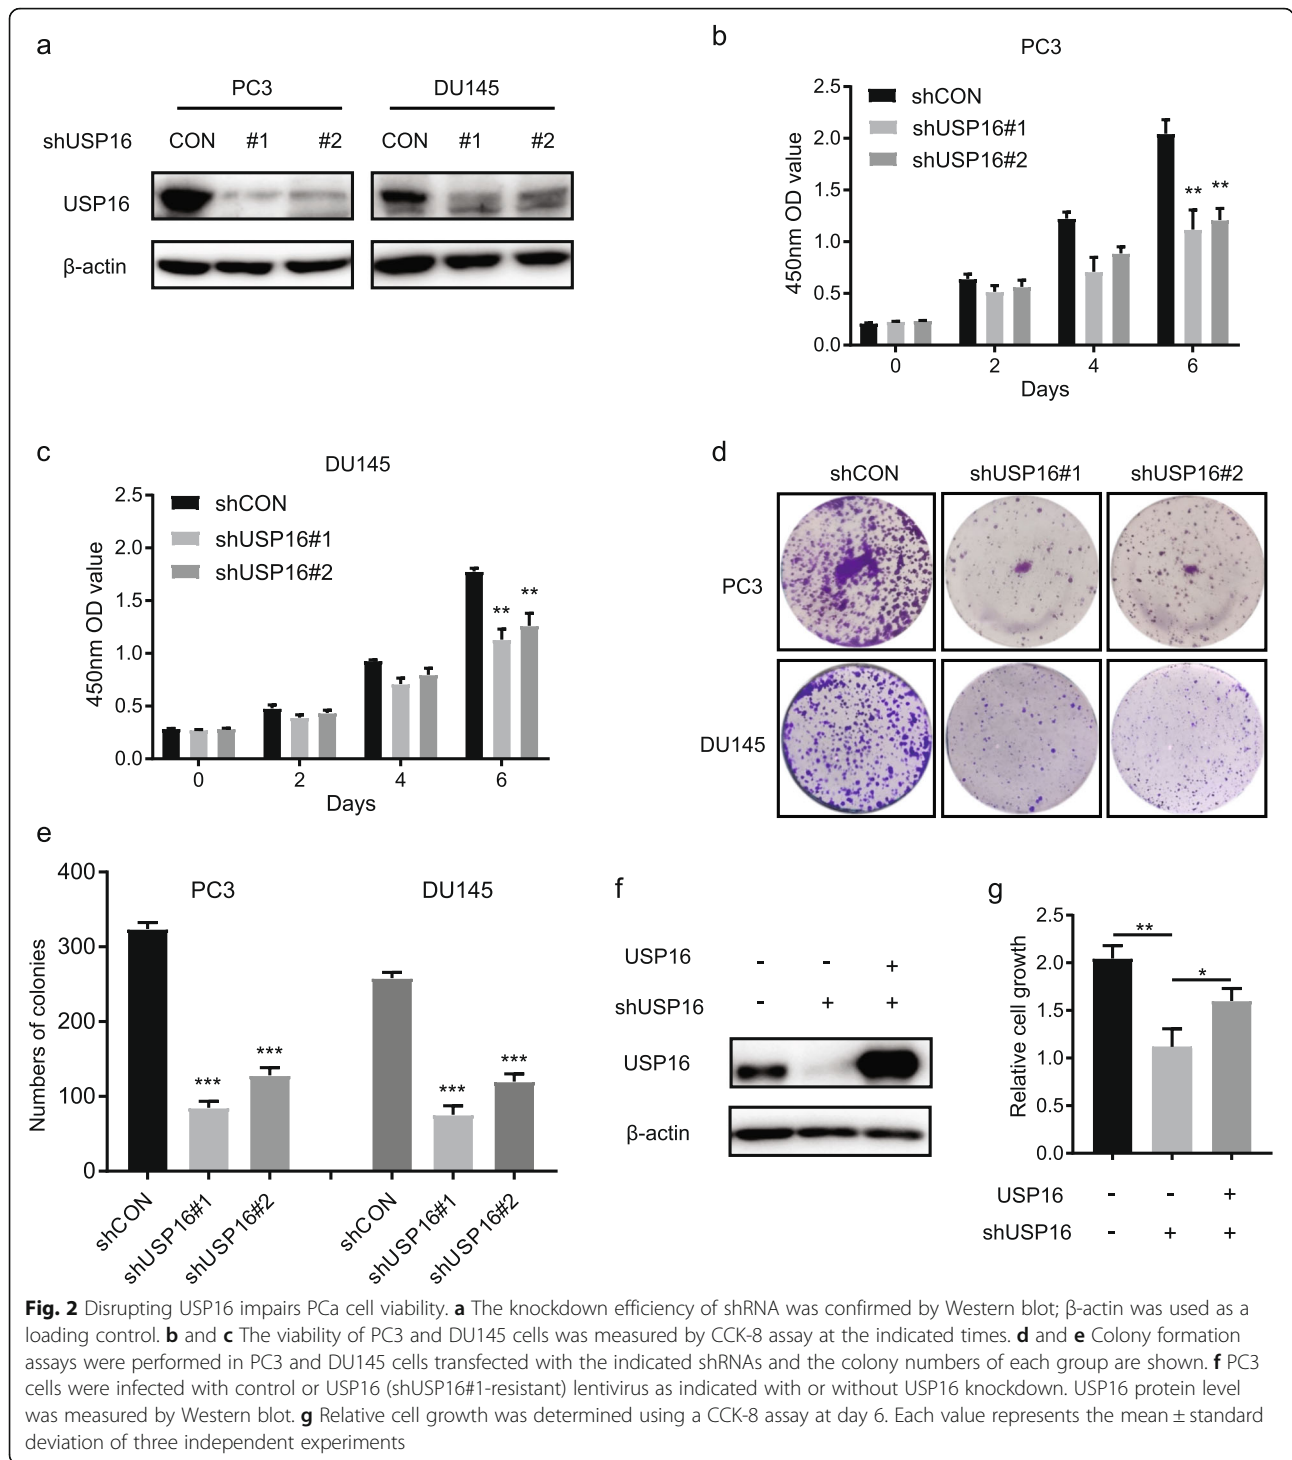 a
PC3 DU145
shUSP16 CON #1 #2 CON #1 #2
USP16
β-actin
b
PC3
450nm OD value
2.5
2.0
1.5
1.0
0.5
0.0
shCON
shUSP16#1
shUSP16#2
** **
0 2 4 6
Days
c
DU145
450nm OD value
2.5
2.0
1.5
1.0
0.5
0.0
shCON
shUSP16#1
shUSP16#2
** **
0 2 4 6
Days
d
shCON shUSP16#1 shUSP16#2
PC3
DU145
e
PC3 DU145
Numbers of colonies
400
300
200
100
0
*** *** *** ***
shCON shUSP16#1 shUSP16#2 shCON shUSP16#1 shUSP16#2
f
USP16 - - +
shUSP16 - + +
USP16
β-actin
g
Relative cell growth
2.5
2.0
1.5
1.0
0.5
0.0
** *
USP16 - - +
shUSP16 - + +
Fig. 2 Disrupting USP16 impairs PCa cell viability. a The knockdown efficiency of shRNA was confirmed by Western blot; β-actin was used as a
loading control. b and c The viability of PC3 and DU145 cells was measured by CCK-8 assay at the indicated times. d and e Colony formation
assays were performed in PC3 and DU145 cells transfected with the indicated shRNAs and the colony numbers of each group are shown. f PC3
cells were infected with control or USP16 (shUSP16#1-resistant) lentivirus as indicated with or without USP16 knockdown. USP16 protein level
was measured by Western blot. g Relative cell growth was determined using a CCK-8 assay at day 6. Each value represents the mean ± standard
deviation of three independent experiments